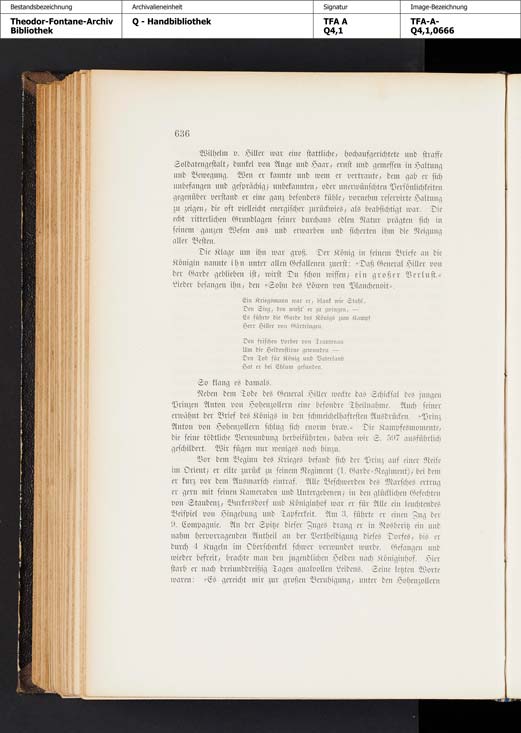 Bestandsbezeichnung Archivalieneinheit Signatur Image-Bezeichnung
Theodor-Fontane-Archiv Q - Handbibliothek TFA A TFA-A-
Bibliothek Q4,1 Q4,1,0666
636
Wilhelm v. Hiller war eine stattliche, hochaufgerichtete und straffe
Soldatengestalt, dunkel von Auge und Haar, ernst und gemessen in Haltung
und Bewegung. Wen er kannte und wem er vertraute, dem gab er sich
unbefangen und gesprächig; unbekannten, oder unerwünschten Persönlichkeiten
gegenüber verstand er eine ganz besonders kühle, vornehm reservirte Haltung
zu zeigen, die oft vielleicht energischer zurückwies, als beabsichtigt war. Die
echt ritterlichen Grundlagen seiner durchaus edlen Natur prägten sich in
seinem ganzen Wesen aus und erwarben und sicherten ihm die Neigung
aller Besten.
Die Klage um ihn war groß. Der König in seinem Briefe an die
Königin nannte ihn unter allen Gefallenen zuerst: »Daß General Hiller von
der Garde geblieben ist, wirst Du schon wissen; ein großer Verlust.«
Lieder besangen ihn, den »Sohn des Löwen von Planchenoit«.
Ein Kriegsmann war er, blank wie Stahl,
Den Sieg, den wußt' er zu zwingen, —
Es führte die Garde des Königs zum Kampf
Herr Hiller von Gärtringen.
Den frischen Lorber von Trautenau
Um die Heldenstirne gewunden —
Den Tod für König und Vaterland
Hat er bei Chlum gefunden.
So klang es damals.
Neben dem Tode des General Hiller weckte das Schicksal des jungen
Prinzen Anton von Hohenzollern eine besondre Theilnahme. Auch seiner
erwähnt der Brief des Königs in den schmeichelhaftesten Ausdrücken. »Prinz
Anton von Hohenzollern schlug sich enorm brav.« Die Kampfesmomente,
die seine tödtliche Verwundung herbeiführten, haben wir S. 597 ausführlich
geschildert. Wir fügen nur weniges noch hinzu.
Vor dem Beginn des Krieges befand sich der Prinz auf einer Reise
im Orient; er eilte zurück zu seinem Regiment (1. Garde-Regiment), bei dem
er kurz vor dem Ausmarsch eintraf. Alle Beschwerden des Marsches ertrug
er gern mit seinen Kameraden und Untergebenen; in den glücklichen Gefechten
von Staudenz, Burkersdorf und Königinhof war er für Alle ein leuchtendes
Beispiel von Hingebung und Tapferkeit. Am 3. führte er einen Zug der
9. Compagnie. An der Spitze dieser Zuges drang er in Rosberitz ein und
nahm hervorragenden Antheil an der Vertheidigung dieses Dorfes, bis er
durch 4 Kugeln im Oberschenkel schwer verwundet wurde. Gefangen und
wieder befreit, brachte man den jugendlichen Helden nach Königinhof. Hier
starb er nach dreiunddreißig Tagen qualvollen Leidens. Seine letzten Worte
waren: »Es gereicht mir zur großen Beruhigung, unter den Hohenzollern